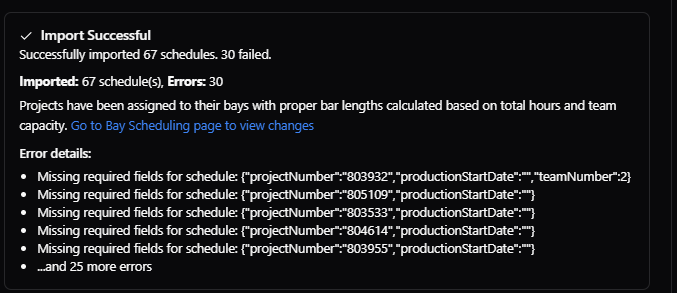 Import Successful
Successfully imported 67 schedules. 30 failed.
Imported: 67 schedule(s), Errors: 30
Projects have been assigned to their bays with proper bar lengths calculated based on total hours and team
capacity. Go to Bay Scheduling page to view changes
Error details:
• Missing required fields for schedule: {"projectNumber":"803932","productionStartDate":"","teamNumber":2}
• Missing required fields for schedule: {"projectNumber":"805109","productionStartDate":""}
• Missing required fields for schedule: {"projectNumber":"803533","productionStartDate":""}
• Missing required fields for schedule: {"projectNumber":"804614","productionStartDate":""}
• Missing required fields for schedule: {"projectNumber":"803955","productionStartDate":""}
• ...and 25 more errors